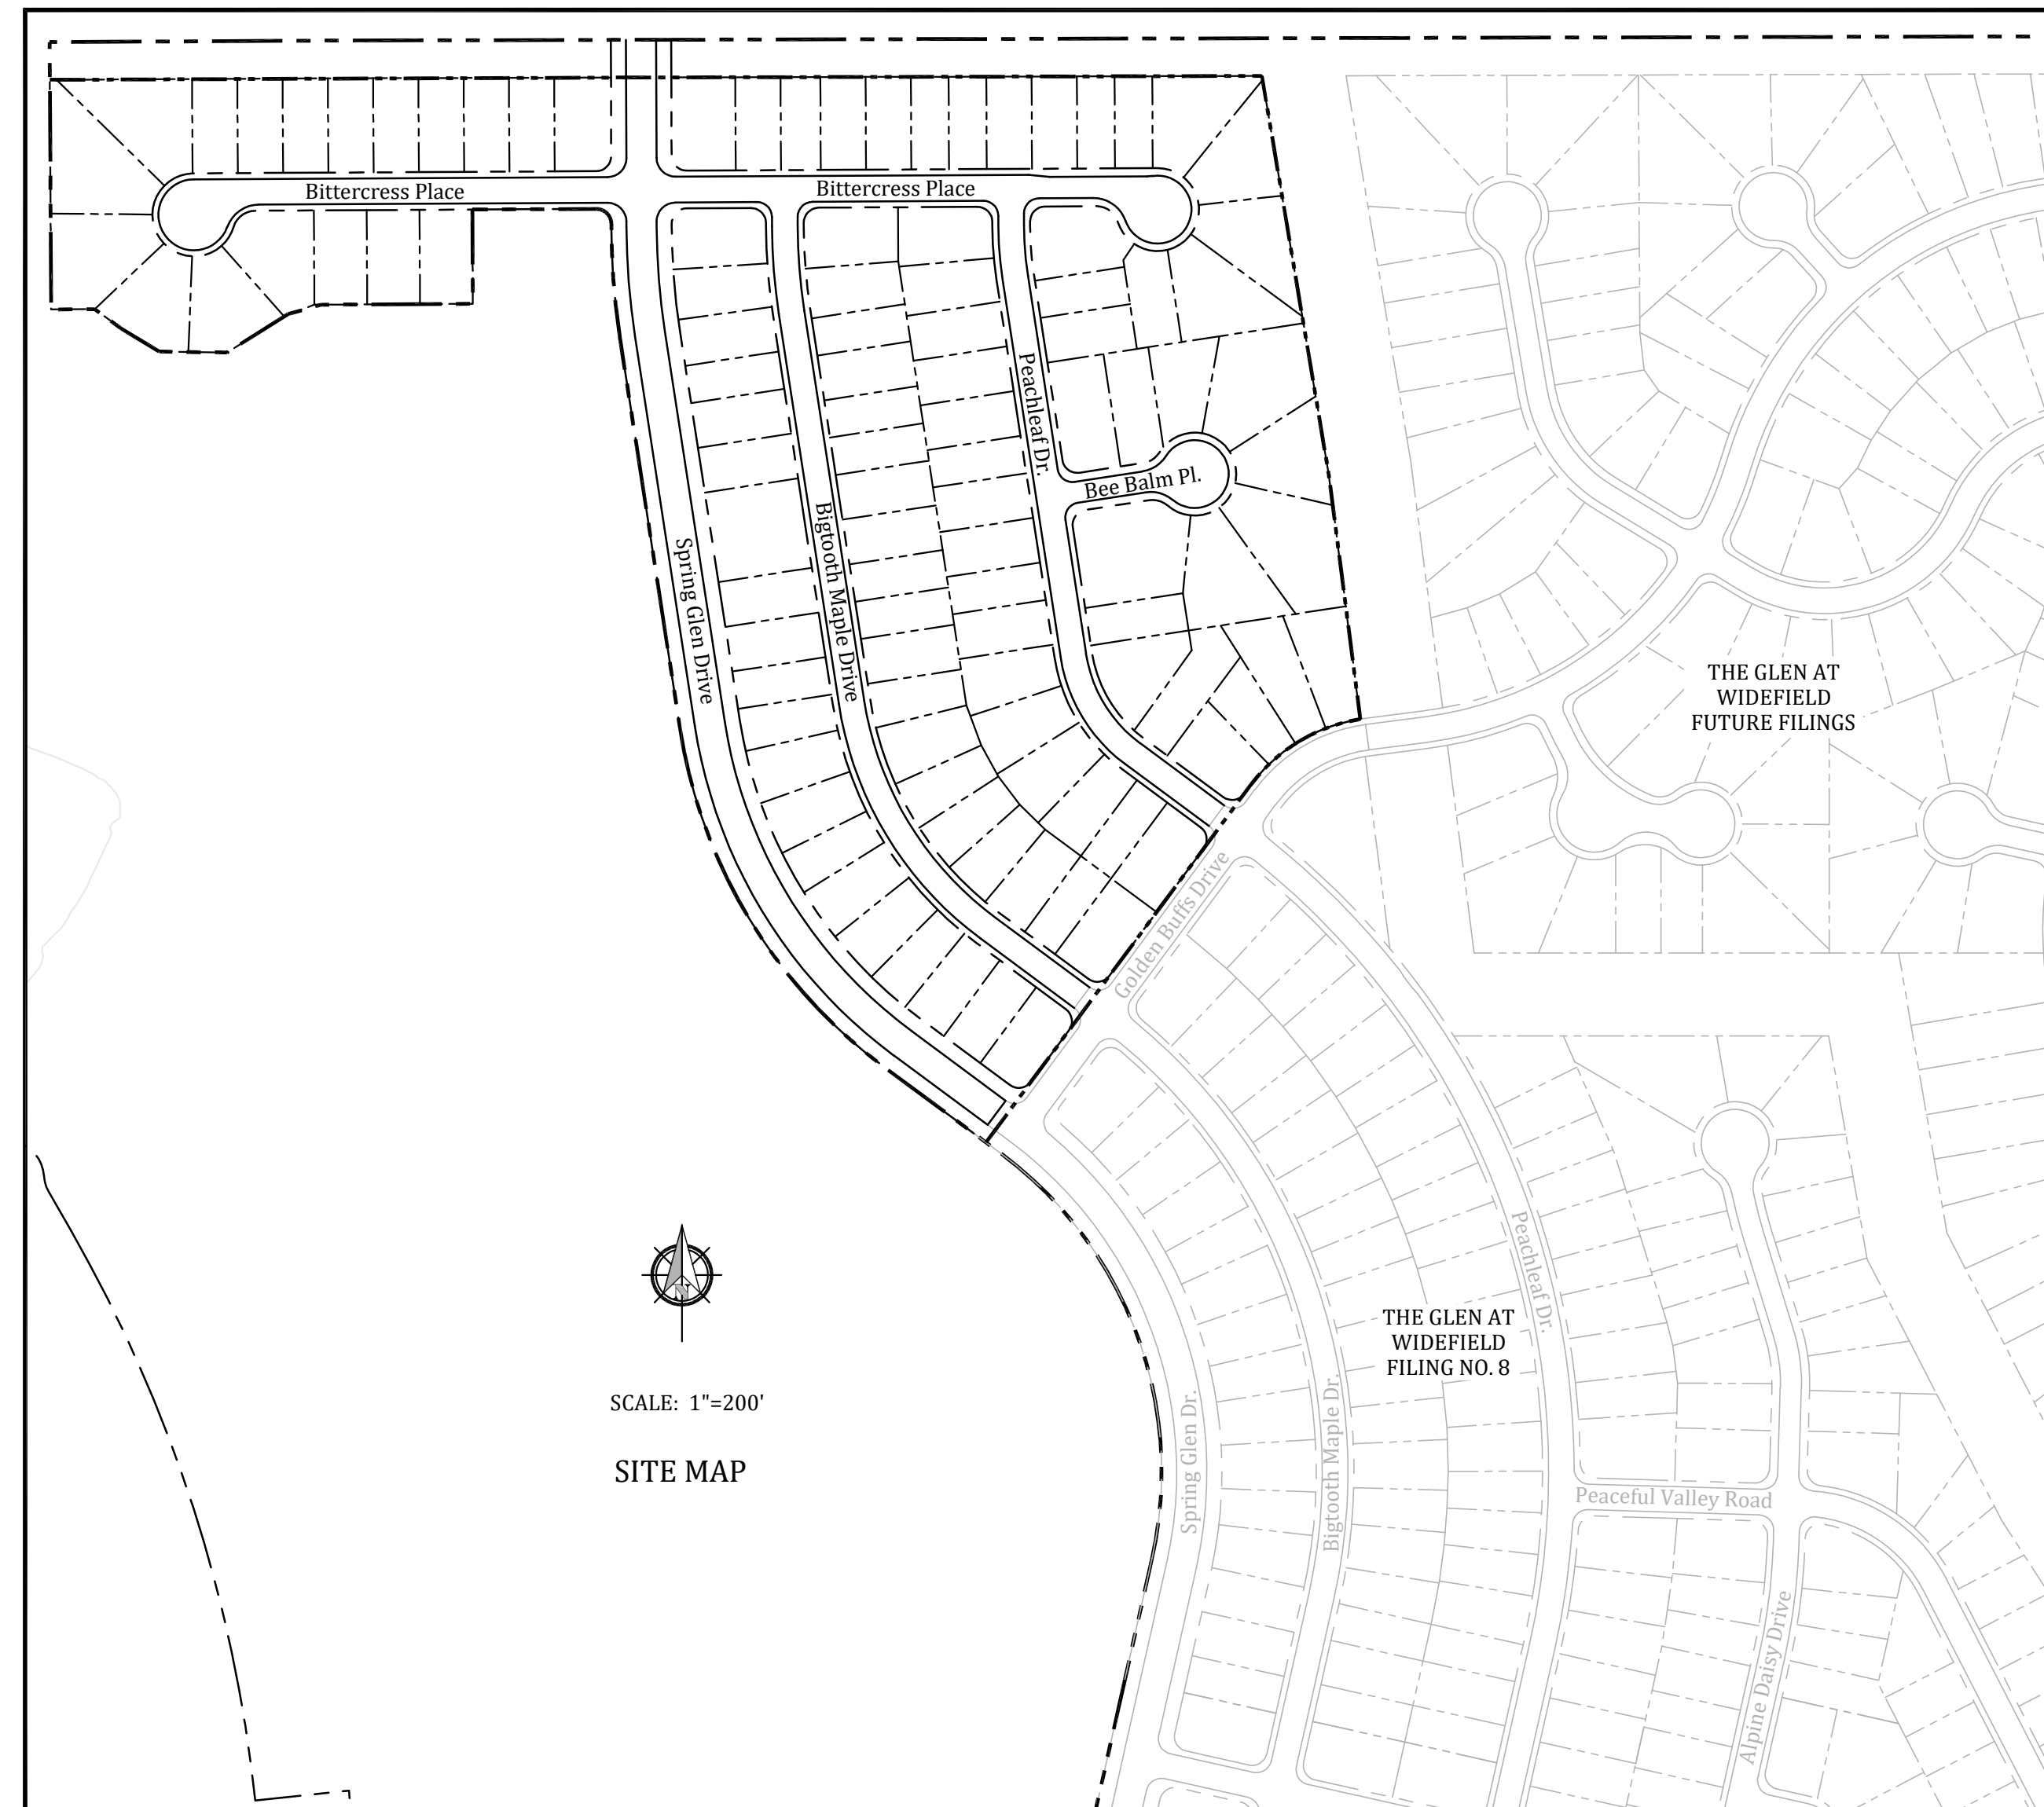 Bittercress Place
Bittercress Place
Peachleaf Dr.
Bee Balm Pl.
Bigtooth Maple Drive
Spring Glen Drive
THE GLEN AT
WIDEFIELD
FUTURE FILINGS
Golden Buffs Drive
Peachleaf Dr.
N
THE GLEN AT
WIDEFIELD
FILING NO. 8
SCALE: 1"=200'
SITE MAP
Spring Glen Dr.
Bigtooth Maple Dr.
Peaceful Valley Road
Alpine Daisy Drive